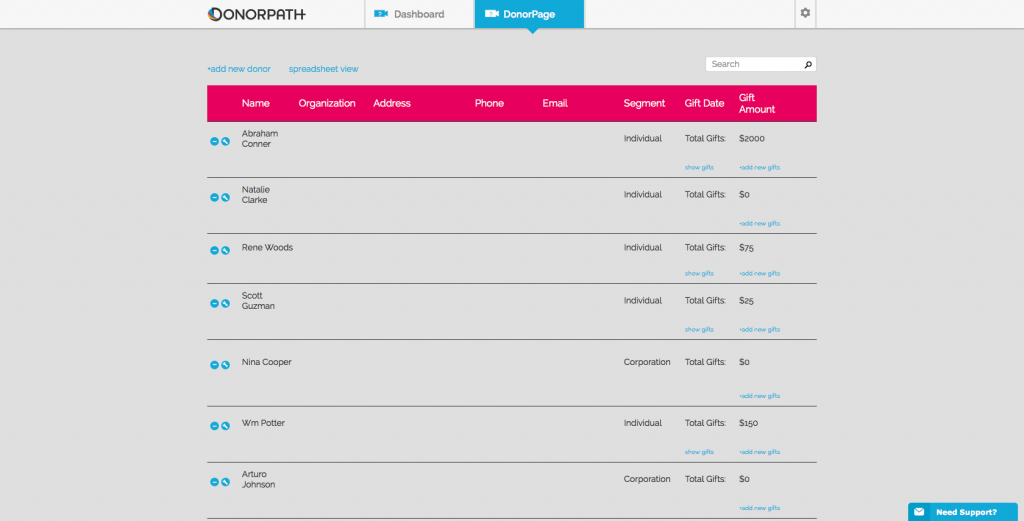 DONORPATH
Dashboard
DonorPage
+add new donor
spreadsheet view
Search
Name
Organization
Address
Phone
Email
Segment
Gift Date
Gift
Amount
Abraham
Conner
Individual
Total Gifts:
$2000
show gifts
+add new gifts
Natalie
Clarke
Individual
Total Gifts:
$0
+add new gifts
Rene Woods
Individual
Total Gifts:
$75
show gifts
+add new gifts
Scott
Guzman
Individual
Total Gifts:
$25
show gifts
+add new gifts
Nina Cooper
Corporation
Total Gifts:
$0
+add new gifts
Wm Potter
Individual
Total Gifts:
$150
show gifts
+add new gifts
Arturo
Johnson
Corporation
Total Gifts:
$0
+add new gifts
Need Support?